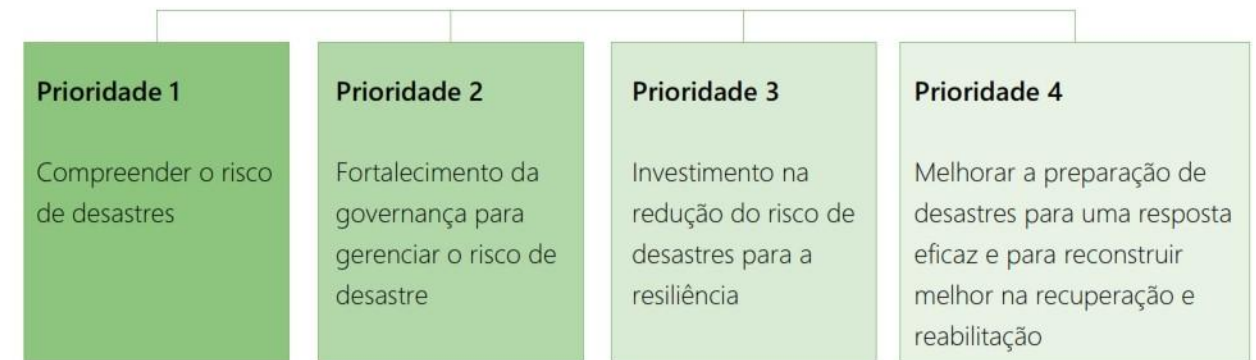 Prioridade 1
Compreender o risco
de desastres
Prioridade 2
Fortalecimento da
governança para
gerenciar o risco de
desastre
Prioridade 3
Investimento na
redução do risco de
desastres para a
resiliência
Prioridade 4
Melhorar a preparação de
desastres para uma resposta
eficaz e para reconstruir
melhor na recuperação e
reabilitação